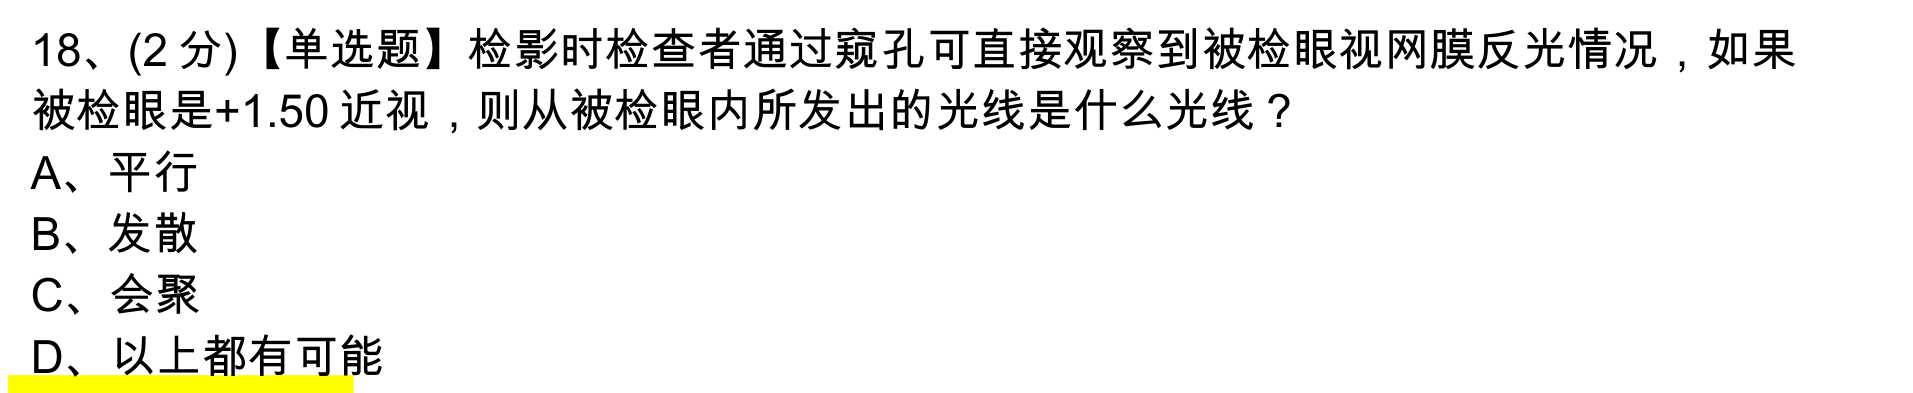 18、(2 分)【单选题】检影时检查者通过窥孔可直接观察到被检眼视网膜反光情况，如果
被检眼是+1.50 近视，则从被检眼内所发出的光线是什么光线？
A、平行
B、发散
C、会聚
D、以上都有可能